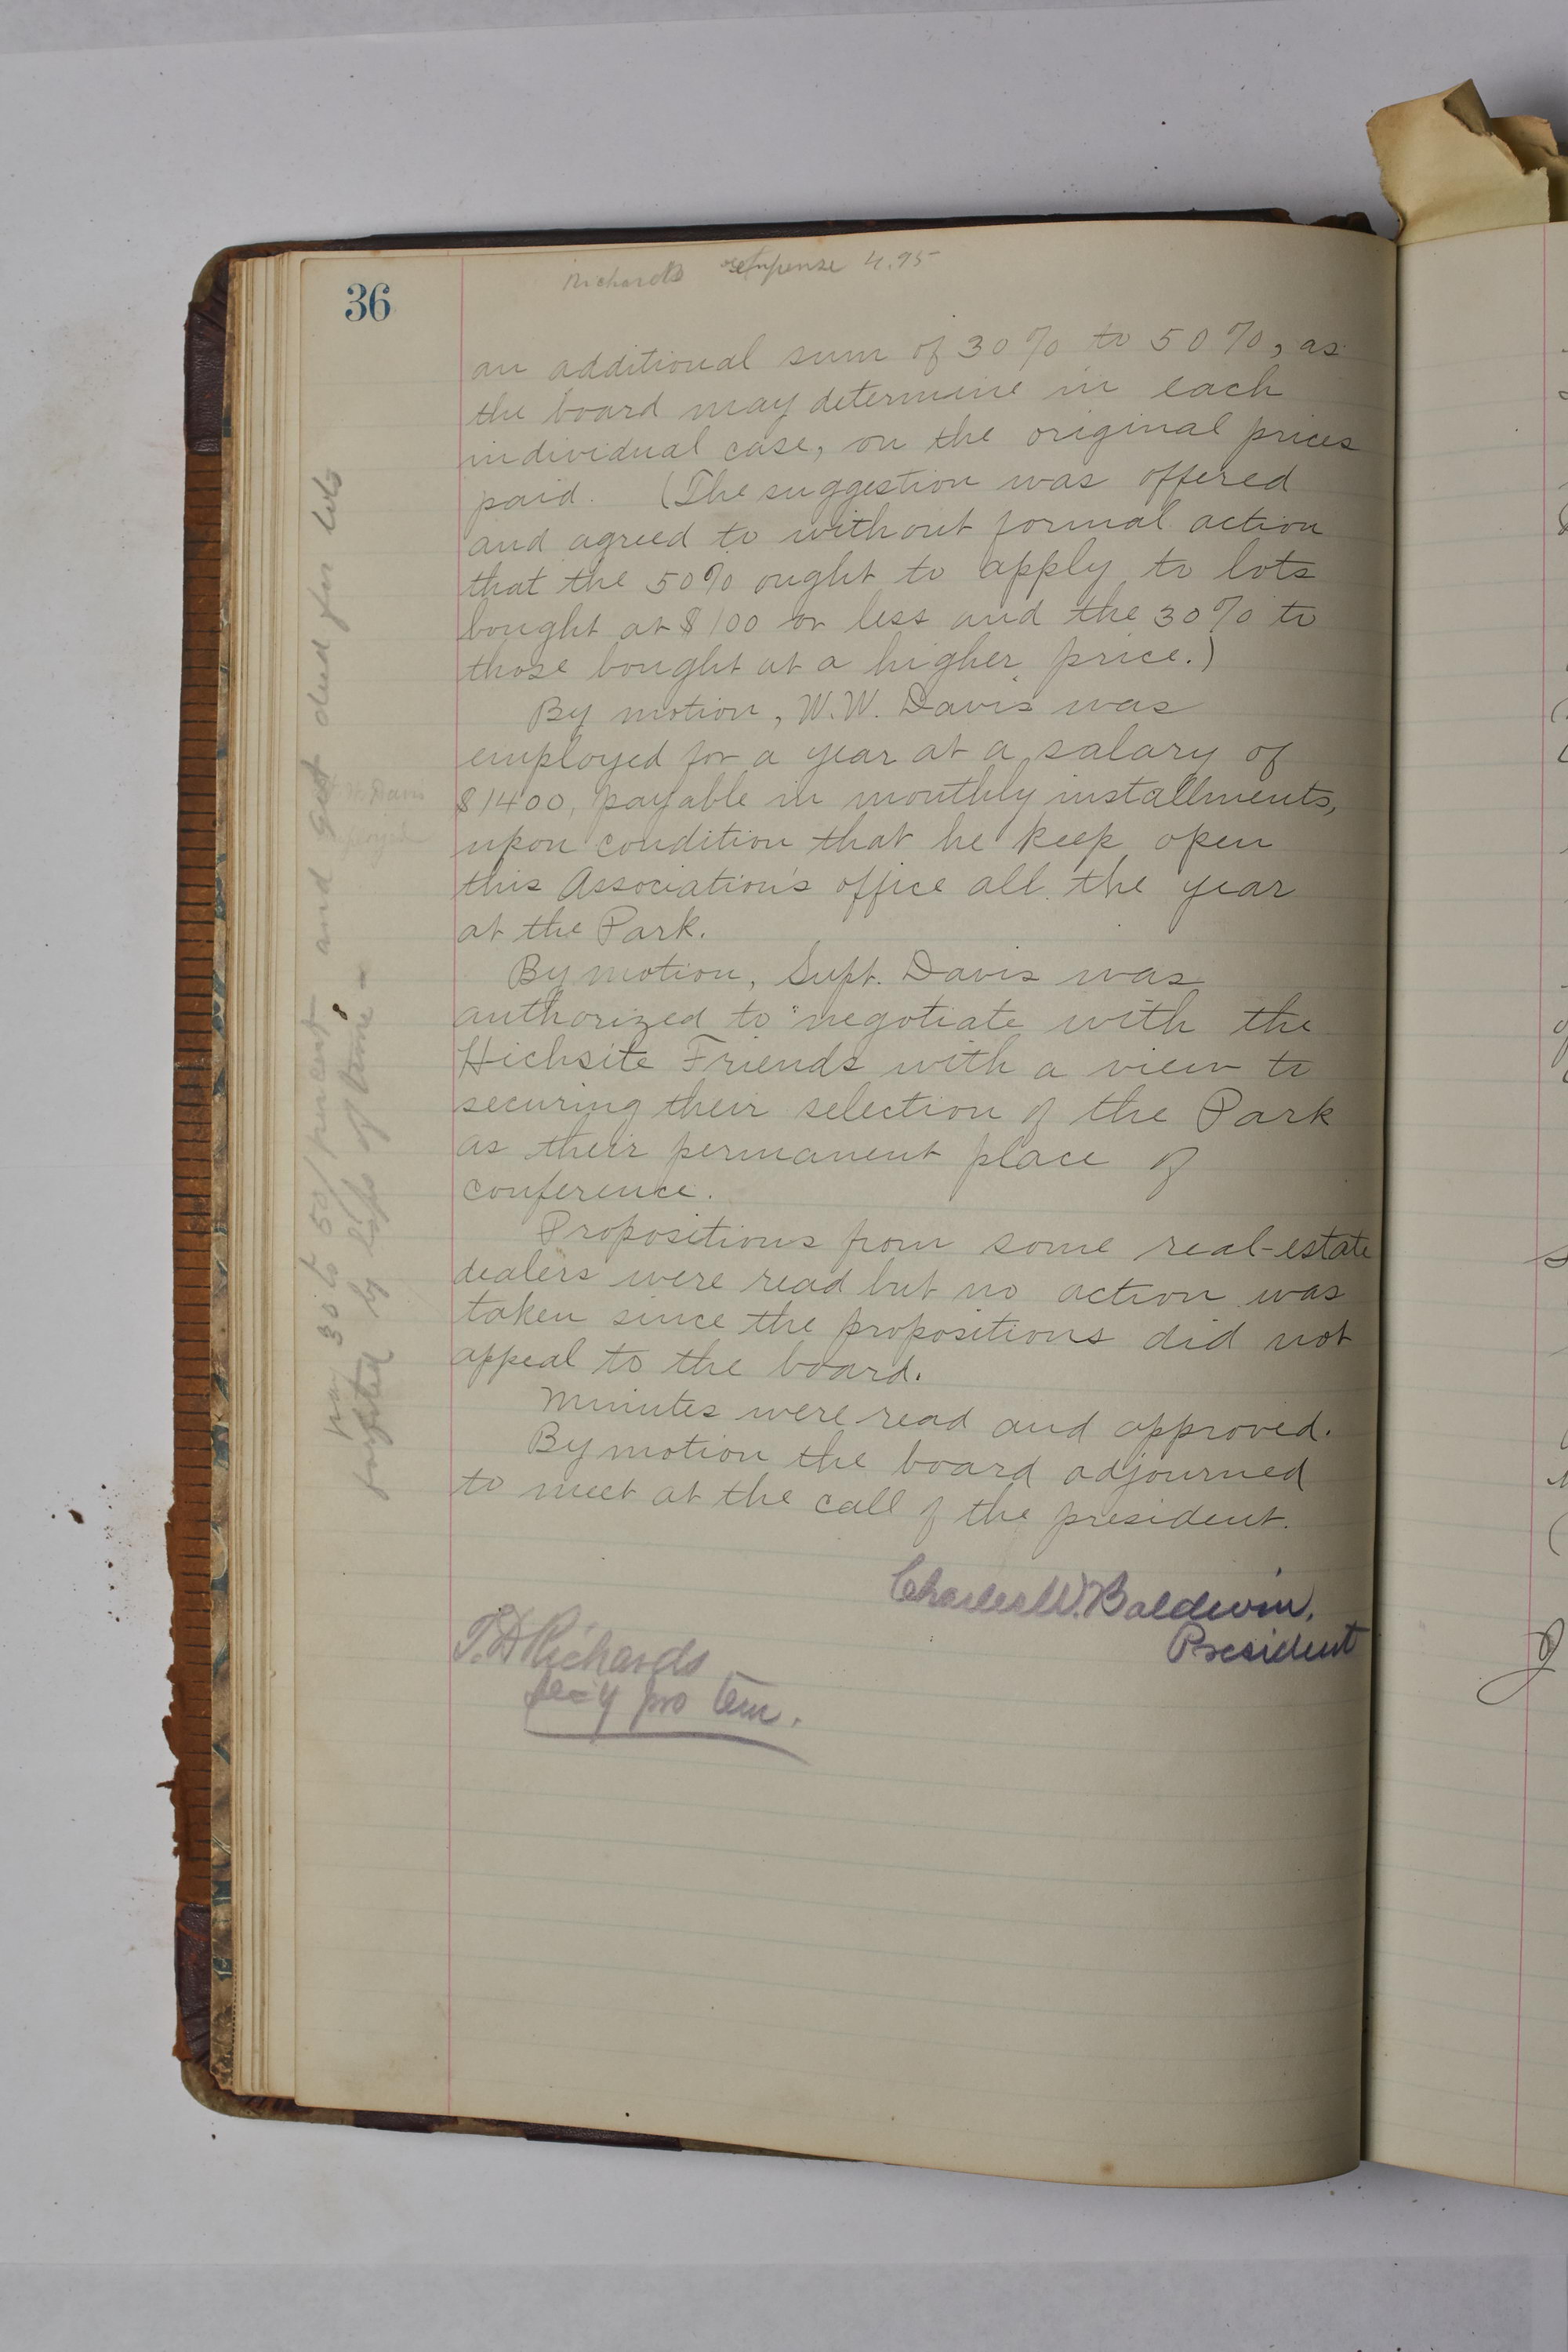 36
Richards expense 4.95
an additional sum of 30% to 50%, as
the board may determine in each
individual case, on the original prices
paid. (The suggestion was offered
and agreed to without formal action
that the 50% ought to apply to lots
bought at $100 or less and the 30% to
those bought at a higher price.)
By motion, W.W. Davis was
employed for a year at a salary of
$1400, payable in monthly installments,
upon condition that he keep open
this Association's office all the year
at the Park.
By motion, Supt. Davis was
authorized to negotiate with the
Hichsite Friends with a view to
securing their selection of the Park
as their permanent place of
conference.
Propositions from some real-estate
dealers were read but no action was
taken since the propositions did not
appeal to the board.
Minutes were read and approved.
By motion the board adjourned
to meet at the call of the president.
Charles W. Baldwin,
President
T.H Richards
Sec'y pro tem.
pay 30 to 50/percent and get deed for lots
forfeited by laps of time -
W. Davis